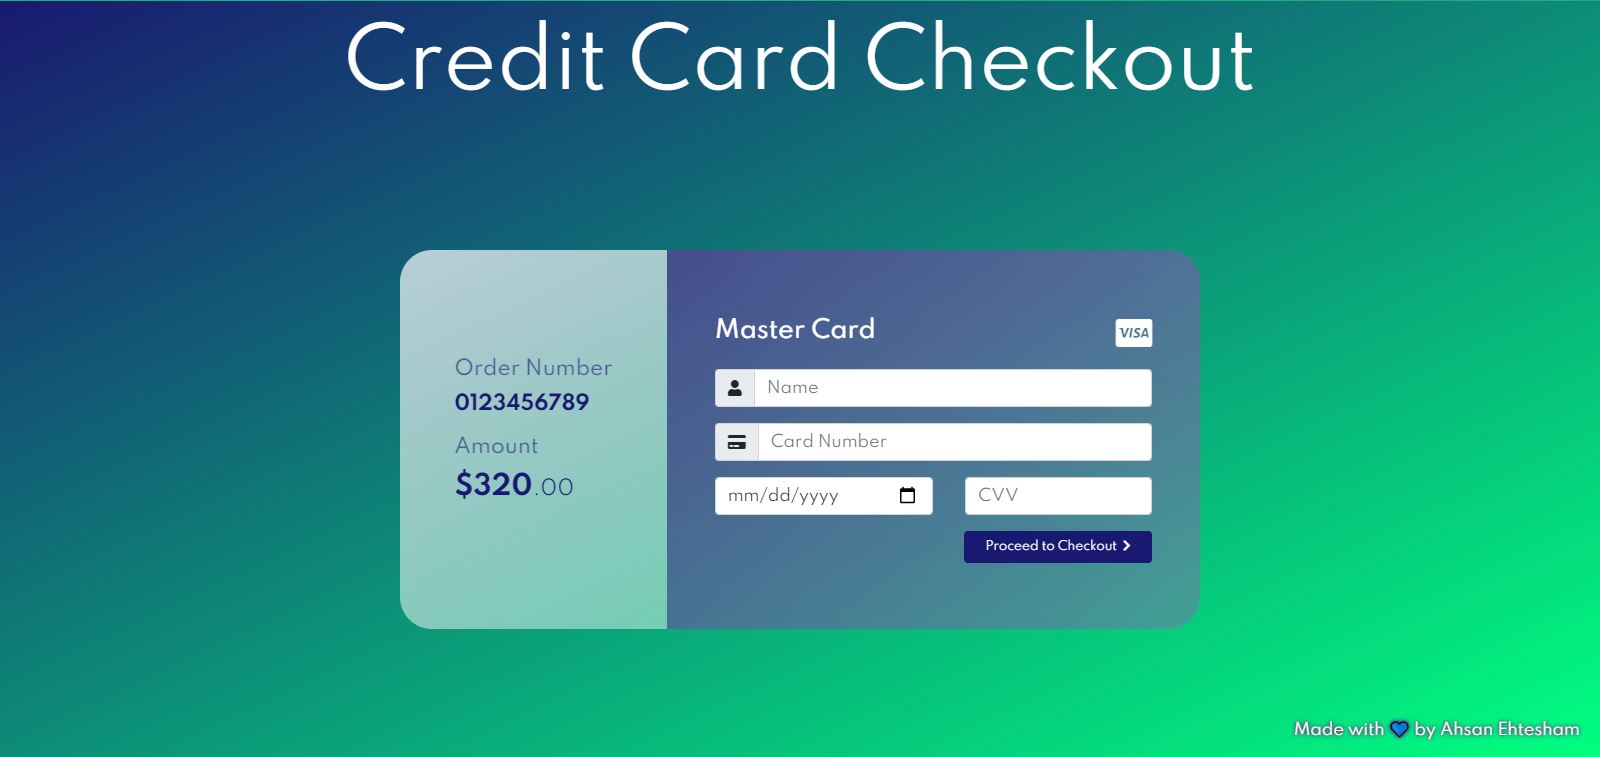 Credit Card Checkout
Order Number
0123456789
Amount
$320.00
Master Card
VISA
Name
Card Number
mm/dd/yyyy
CVV
Proceed to Checkout
Made with 💙 by Ahsan Ehtesham